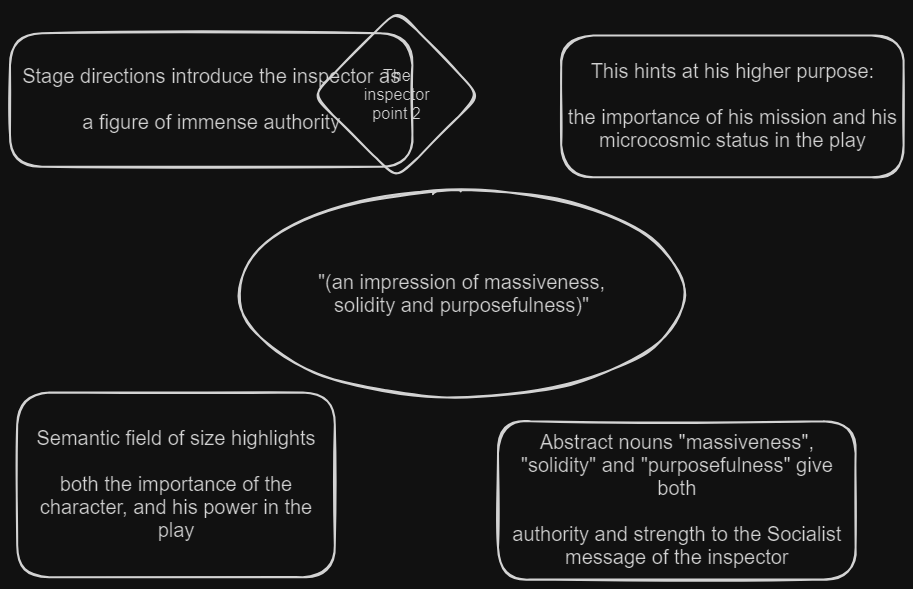 Stage directions introduce the inspector as
a figure of immense authority
The
inspector
point 2
This hints at his higher purpose:
the importance of his mission and his
microcosmic status in the play
"(an impression of massiveness,
solidity and purposefulness)"
Semantic field of size highlights
both the importance of the
character, and his power in the
play
Abstract nouns "massiveness",
"solidity" and "purposefulness" give
both
authority and strength to the Socialist
message of the inspector